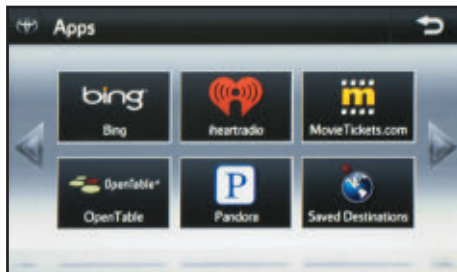 Apps
bing
Bing
iheartradio
m
MovieTickets.com
OpenTable
OpenTable
P
Pandora
Saved Destinations